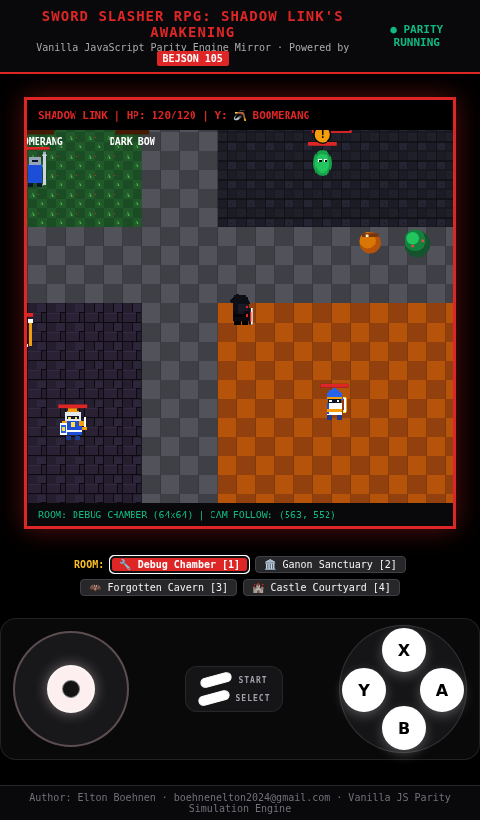 SWORD SLASHER RPG: SHADOW LINK'S
AWAKENING
Vanilla JavaScript Parity Engine Mirror · Powered by
BEJSON 105
● PARITY
RUNNING
SHADOW LINK | HP: 120/120 | Y: 🪃 BOOMERANG
OMERANG
DARK BOW
!
ROOM: DEBUG CHAMBER (64x64) | CAM FOLLOW: (563, 552)
ROOM:
🔧 Debug Chamber [1]
🏛️ Ganon Sanctuary [2]
🦇 Forgotten Cavern [3]
🏰 Castle Courtyard [4]
START
SELECT
X
Y
A
B
Author: Elton Boehnen · boehnenelton2024@gmail.com · Vanilla JS Parity
Simulation Engine